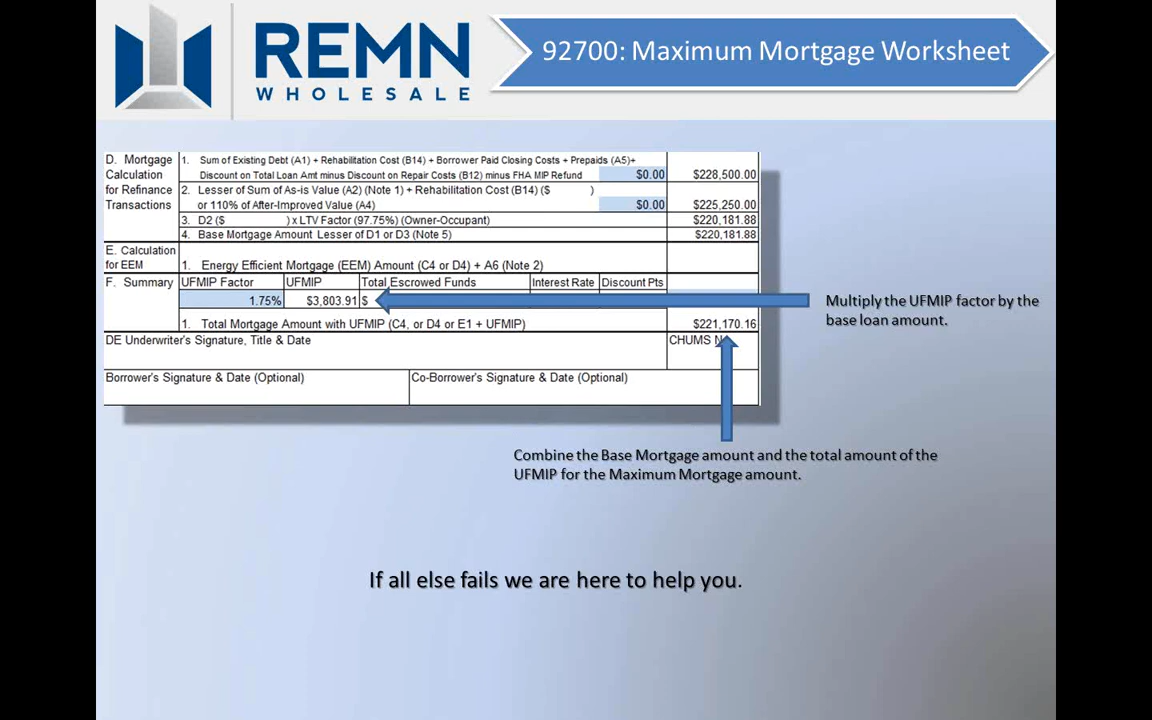 REMN
WHOLESALE
92700: Maximum Mortgage Worksheet
D. Mortgage Calculation for Refinance Transactions
1. Sum of Existing Debt (A1) + Rehabilitation Cost (B14) + Borrower Paid Closing Costs + Prepaids (A5)+
Discount on Total Loan Amt minus Discount on Repair Costs (B12) minus FHA MIP Refund $0.00 $228,500.00
2. Lesser of Sum of As-is Value (A2) (Note 1) + Rehabilitation Cost (B14) ($ )
or 110% of After-Improved Value (A4) $0.00 $225,250.00
3. D2 ($ ) x LTV Factor (97.75%) (Owner-Occupant) $220,181.88
4. Base Mortgage Amount Lesser of D1 or D3 (Note 5) $220,181.88
E. Calculation for EEM
1. Energy Efficient Mortgage (EEM) Amount (C4 or D4) + A6 (Note 2)
F. Summary UFMIP Factor UFMIP Total Escrowed Funds Interest Rate Discount Pts
1.75% $3,803.91 $
1. Total Mortgage Amount with UFMIP (C4, or D4 or E1 + UFMIP) $221,170.16
DE Underwriter's Signature, Title & Date CHUMS
Borrower's Signature & Date (Optional) Co-Borrower's Signature & Date (Optional)
Multiply the UFMIP factor by the
base loan amount.
Combine the Base Mortgage amount and the total amount of the
UFMIP for the Maximum Mortgage amount.
If all else fails we are here to help you.